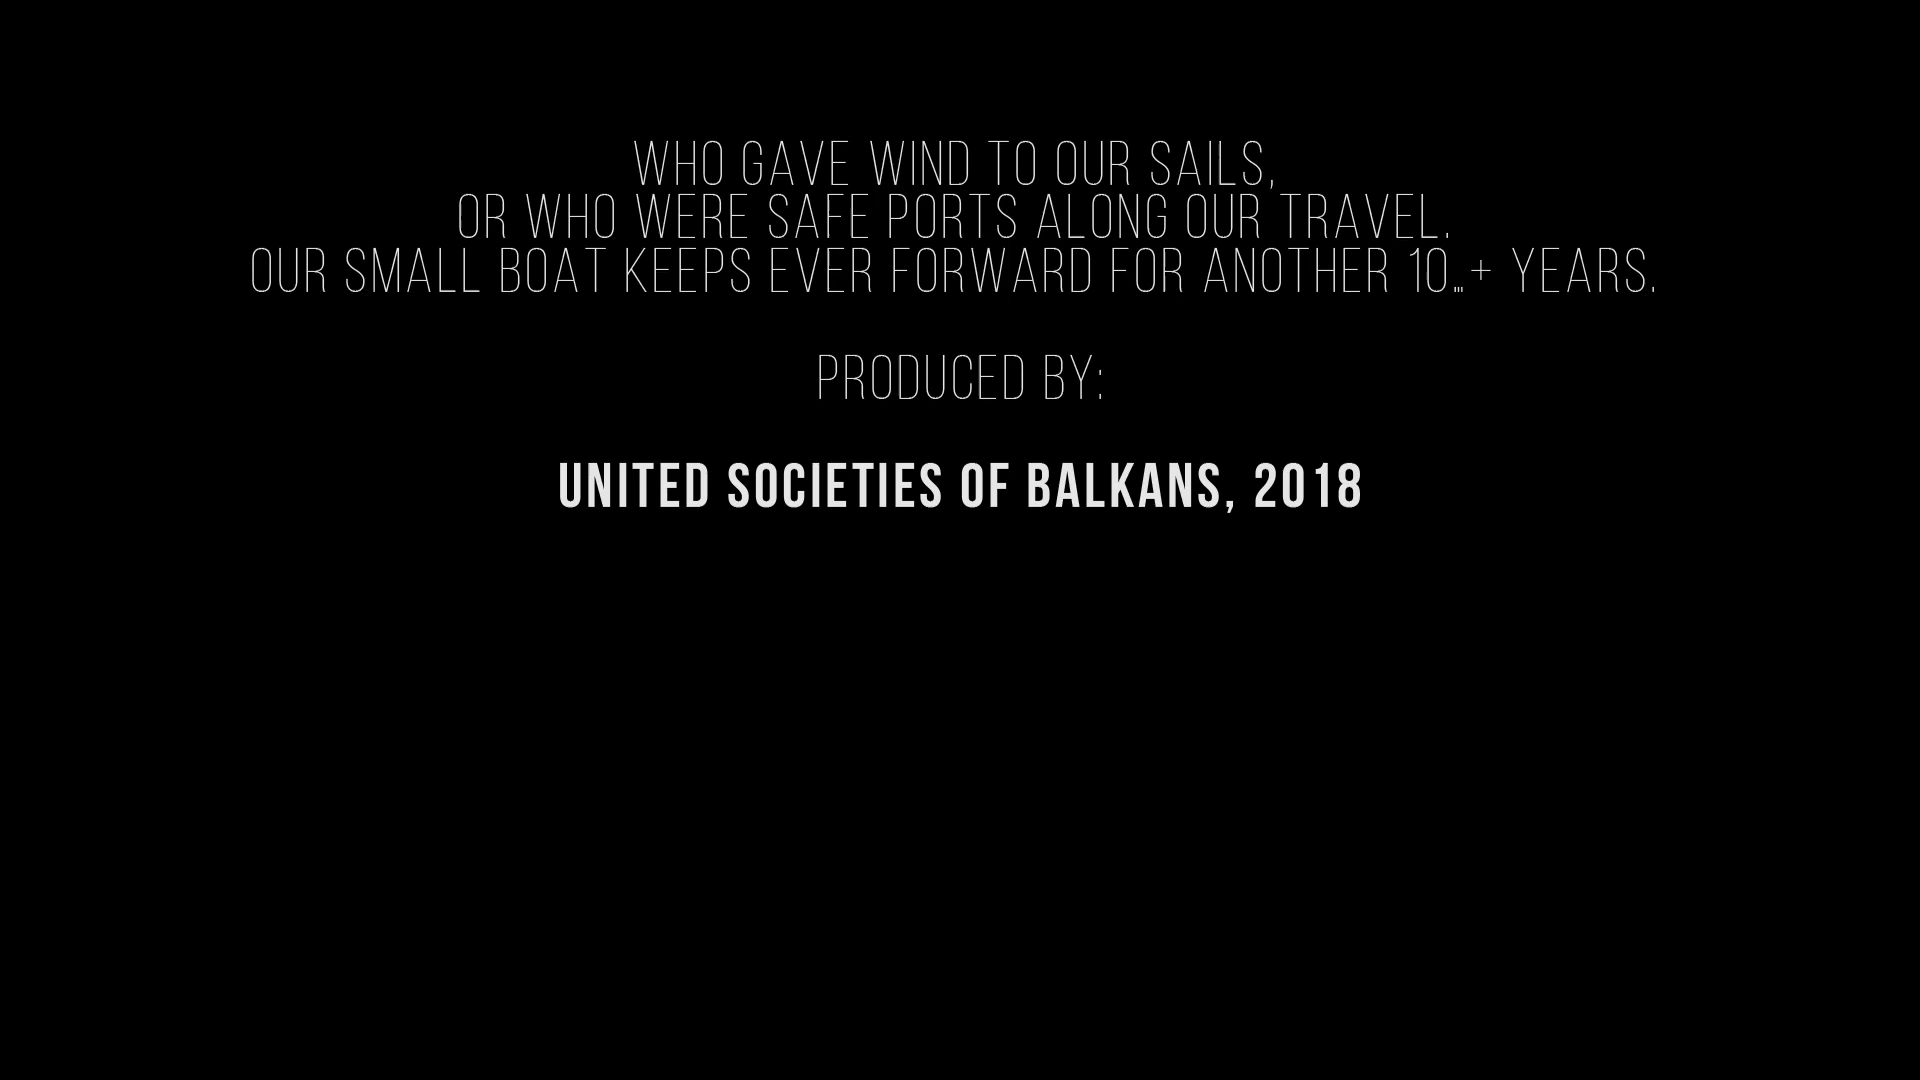 WHO GAVE WIND TO OUR SAILS,
OR WHO WERE SAFE PORTS ALONG OUR TRAVEL.
OUR SMALL BOAT KEEPS EVER FORWARD FOR ANOTHER 10...+ YEARS.
PRODUCED BY:
UNITED SOCIETIES OF BALKANS, 2018